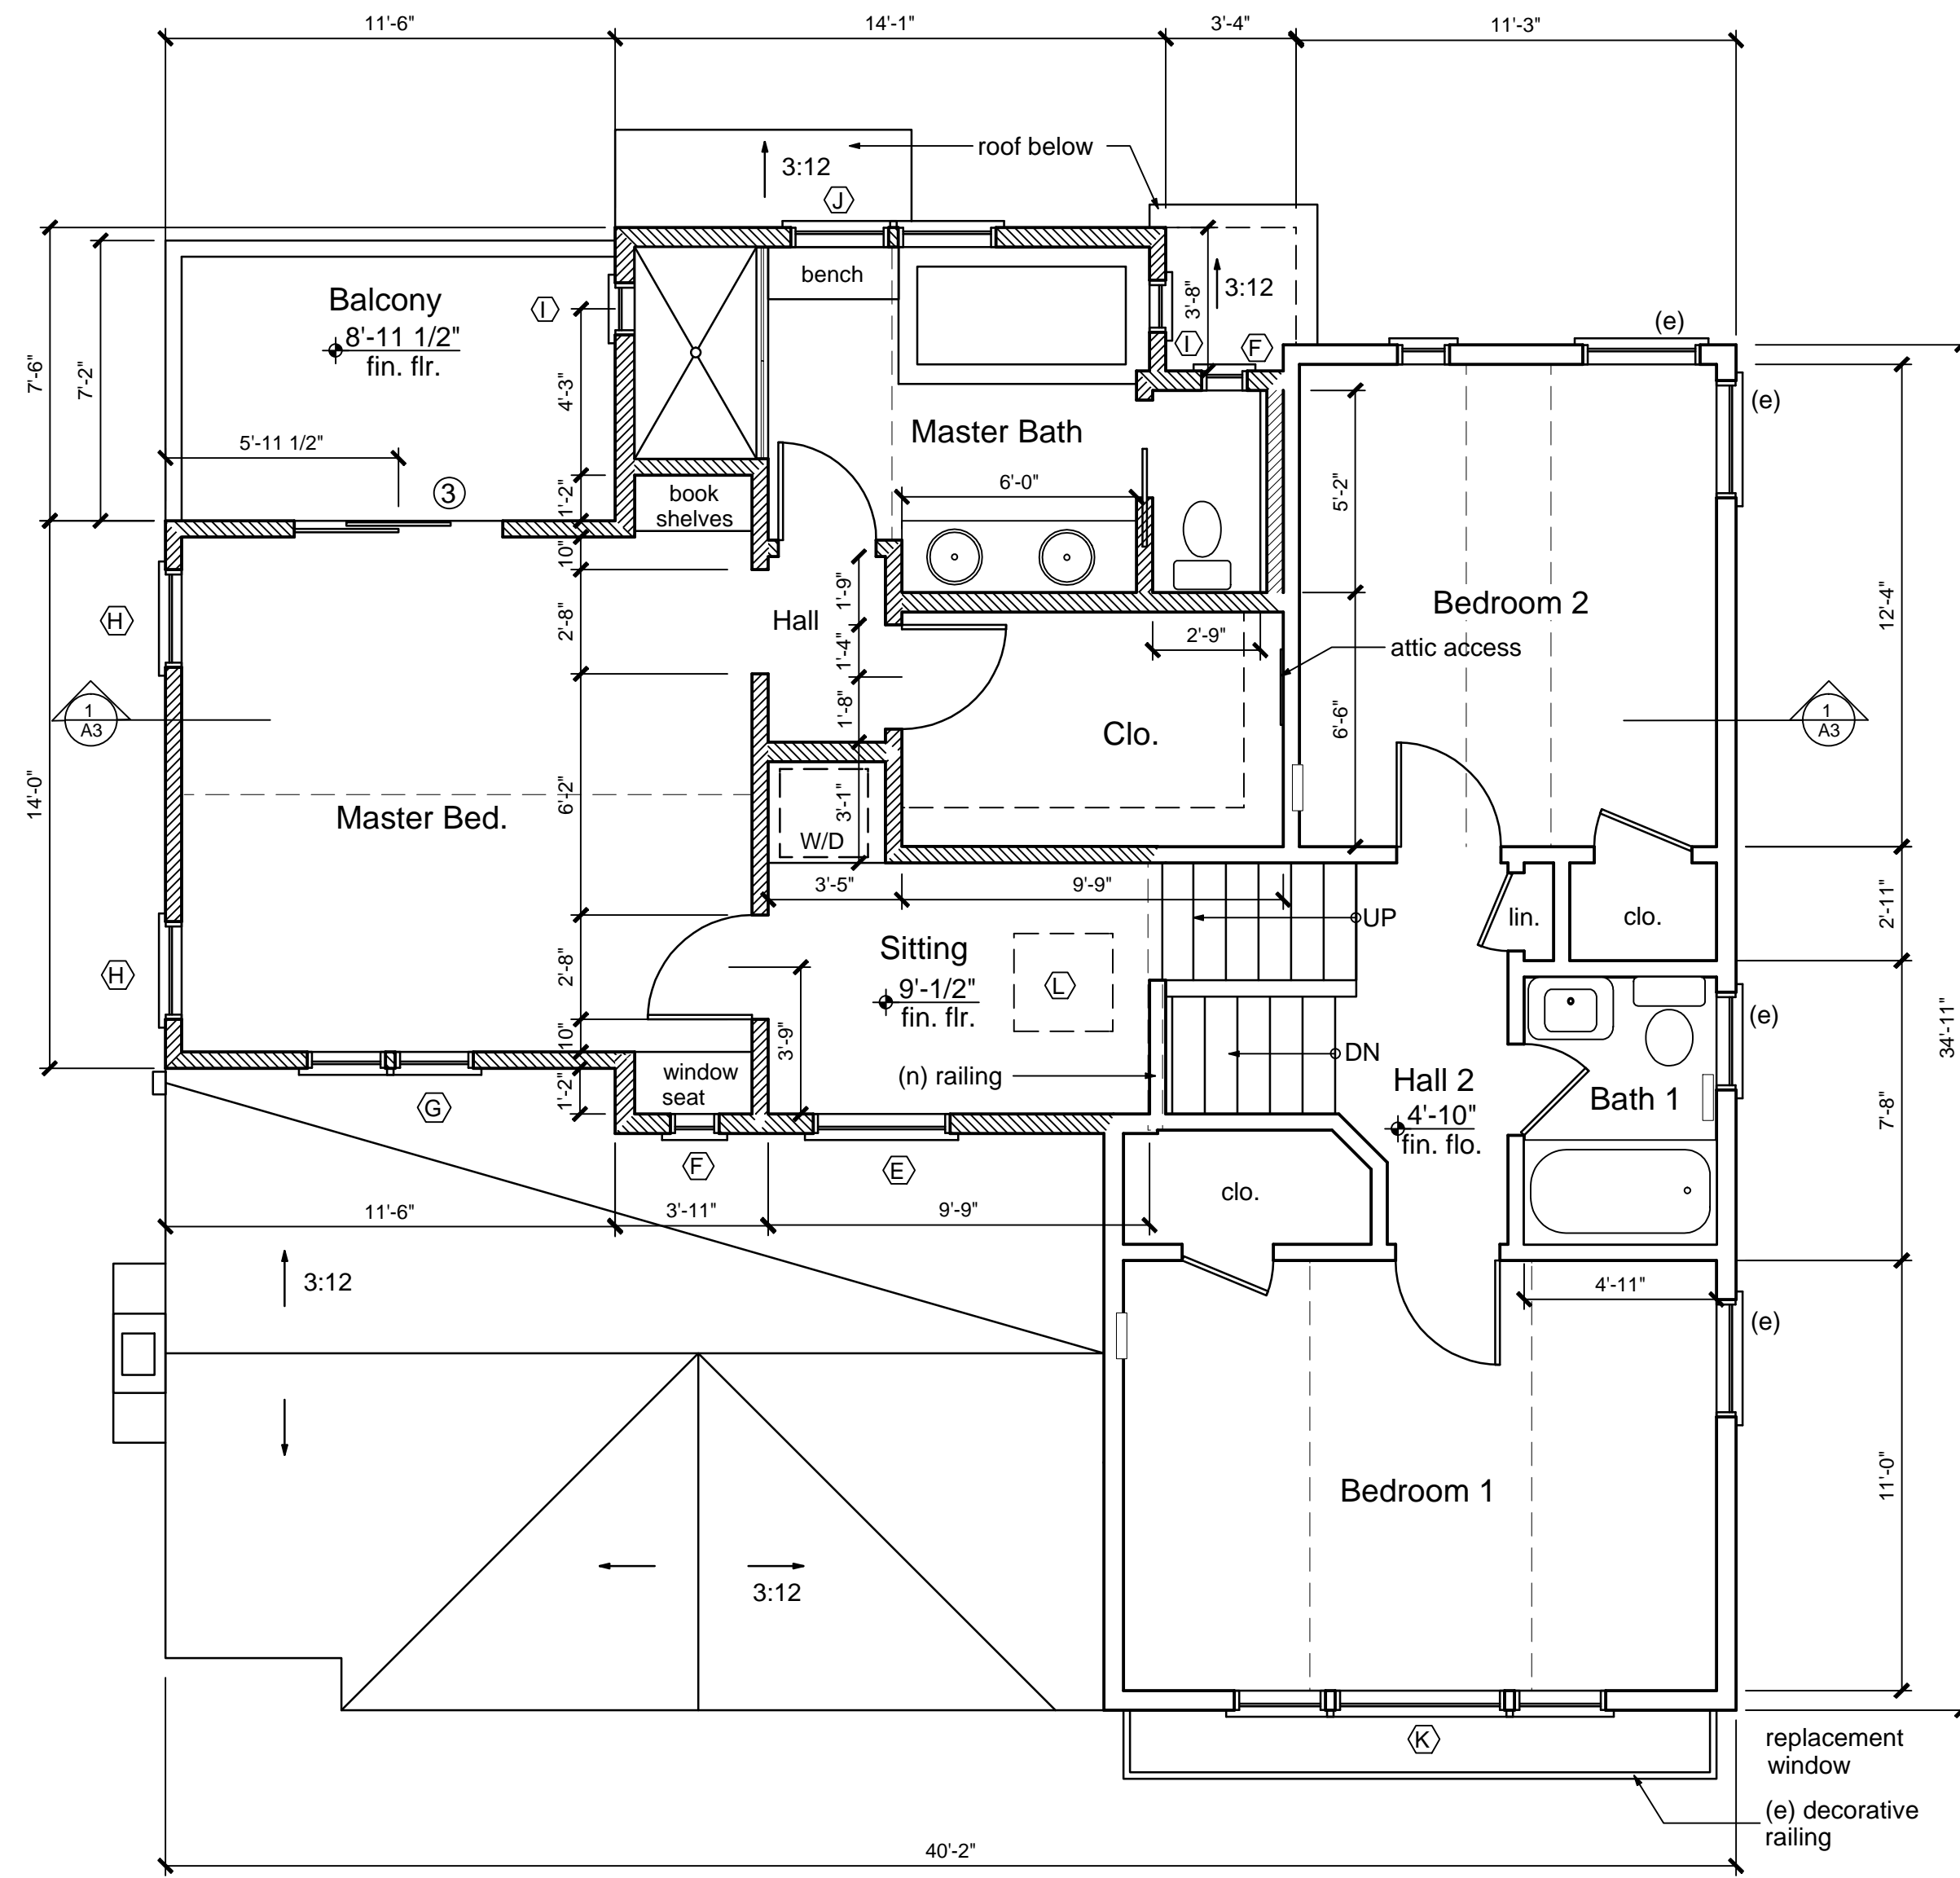 11'-6"
14'-1"
3'-4"
11'-3"
roof below
3:12
J
7'-6"
7'-2"
Balcony
8'-11 1/2"
fin. flr.
I
bench
3'-8"
3:12
I
F
(e)
(e)
4'-3"
5'-11 1/2"
3
1'-2"
book
shelves
Master Bath
6'-0"
5'-2"
10"
H
2'-8"
Hall
1'-9"
1'-4"
1'-8"
2'-9"
Bedroom 2
12'-4"
attic access
1
A3
Clo.
6'-6"
1
A3
14'-0"
Master Bed.
6'-2"
3'-1"
W/D
3'-5"
9'-9"
UP
lin.
clo.
2'-11"
H
2'-8"
Sitting
9'-1/2"
fin. flr.
L
(e)
34'-11"
10"
3'-9"
DN
(n) railing
window
seat
1'-2"
G
Hall 2
4'-10"
fin. flo.
Bath 1
7'-8"
F
E
clo.
11'-6"
3'-11"
9'-9"
3:12
4'-11"
(e)
Bedroom 1
11'-0"
3:12
K
replacement
window
(e) decorative
railing
40'-2"